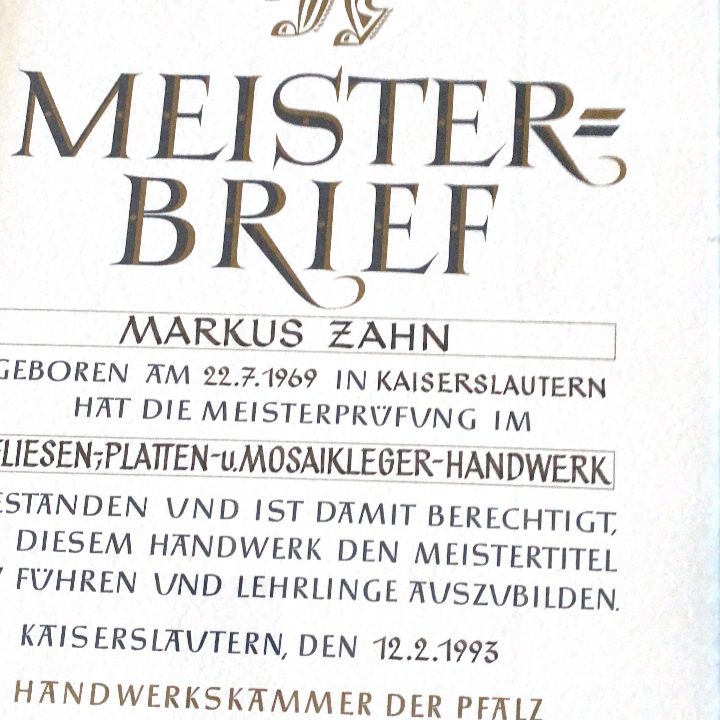 MEISTER=
BRIEF
MARKUS ZAHN
GEBOREN AM 22.7.1969 IN KAISERSLAUTERN
HAT DIE MEISTERPRÜFUNG IM
FLIESEN-,PLATTEN-u.MOSAIKLEGER-HANDWERK
ESTANDEN UND IST DAMIT BERECHTIGT,
DIESEM HANDWERK DEN MEISTERTITEL
FÜHREN UND LEHRLINGE AUSZUBILDEN.
KAISERSLAUTERN, DEN 12.2.1993
HANDWERKSKAMMER DER PFALZ